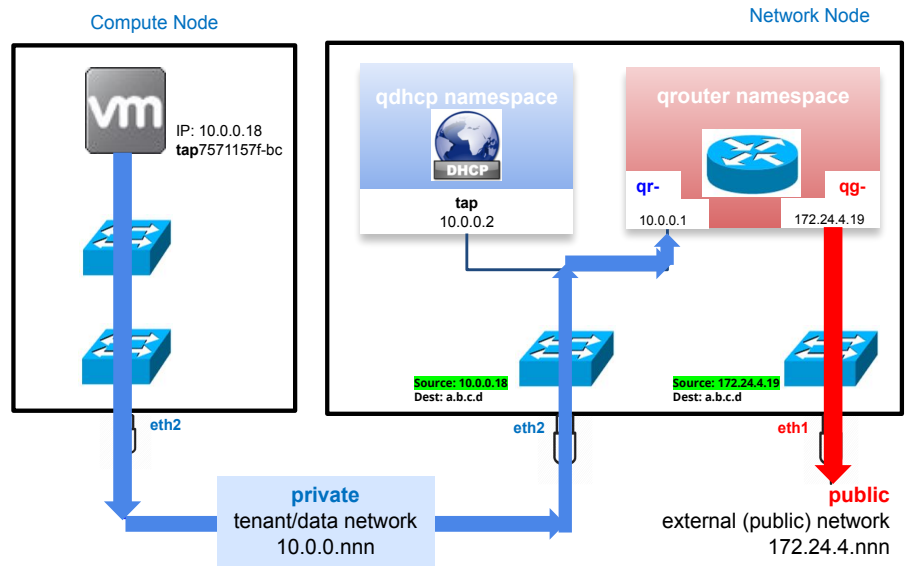 Compute Node
Network Node
vm
IP: 10.0.0.18
tap7571157f-bc
qdhcp namespace
DHCP
tap
10.0.0.2
qrouter namespace
qr-
qg-
10.0.0.1
172.24.4.19
Source: 10.0.0.18
Dest: a.b.c.d
Source: 172.24.4.19
Dest: a.b.c.d
eth2
eth2
eth1
private
tenant/data network
10.0.0.nnn
public
external (public) network
172.24.4.nnn